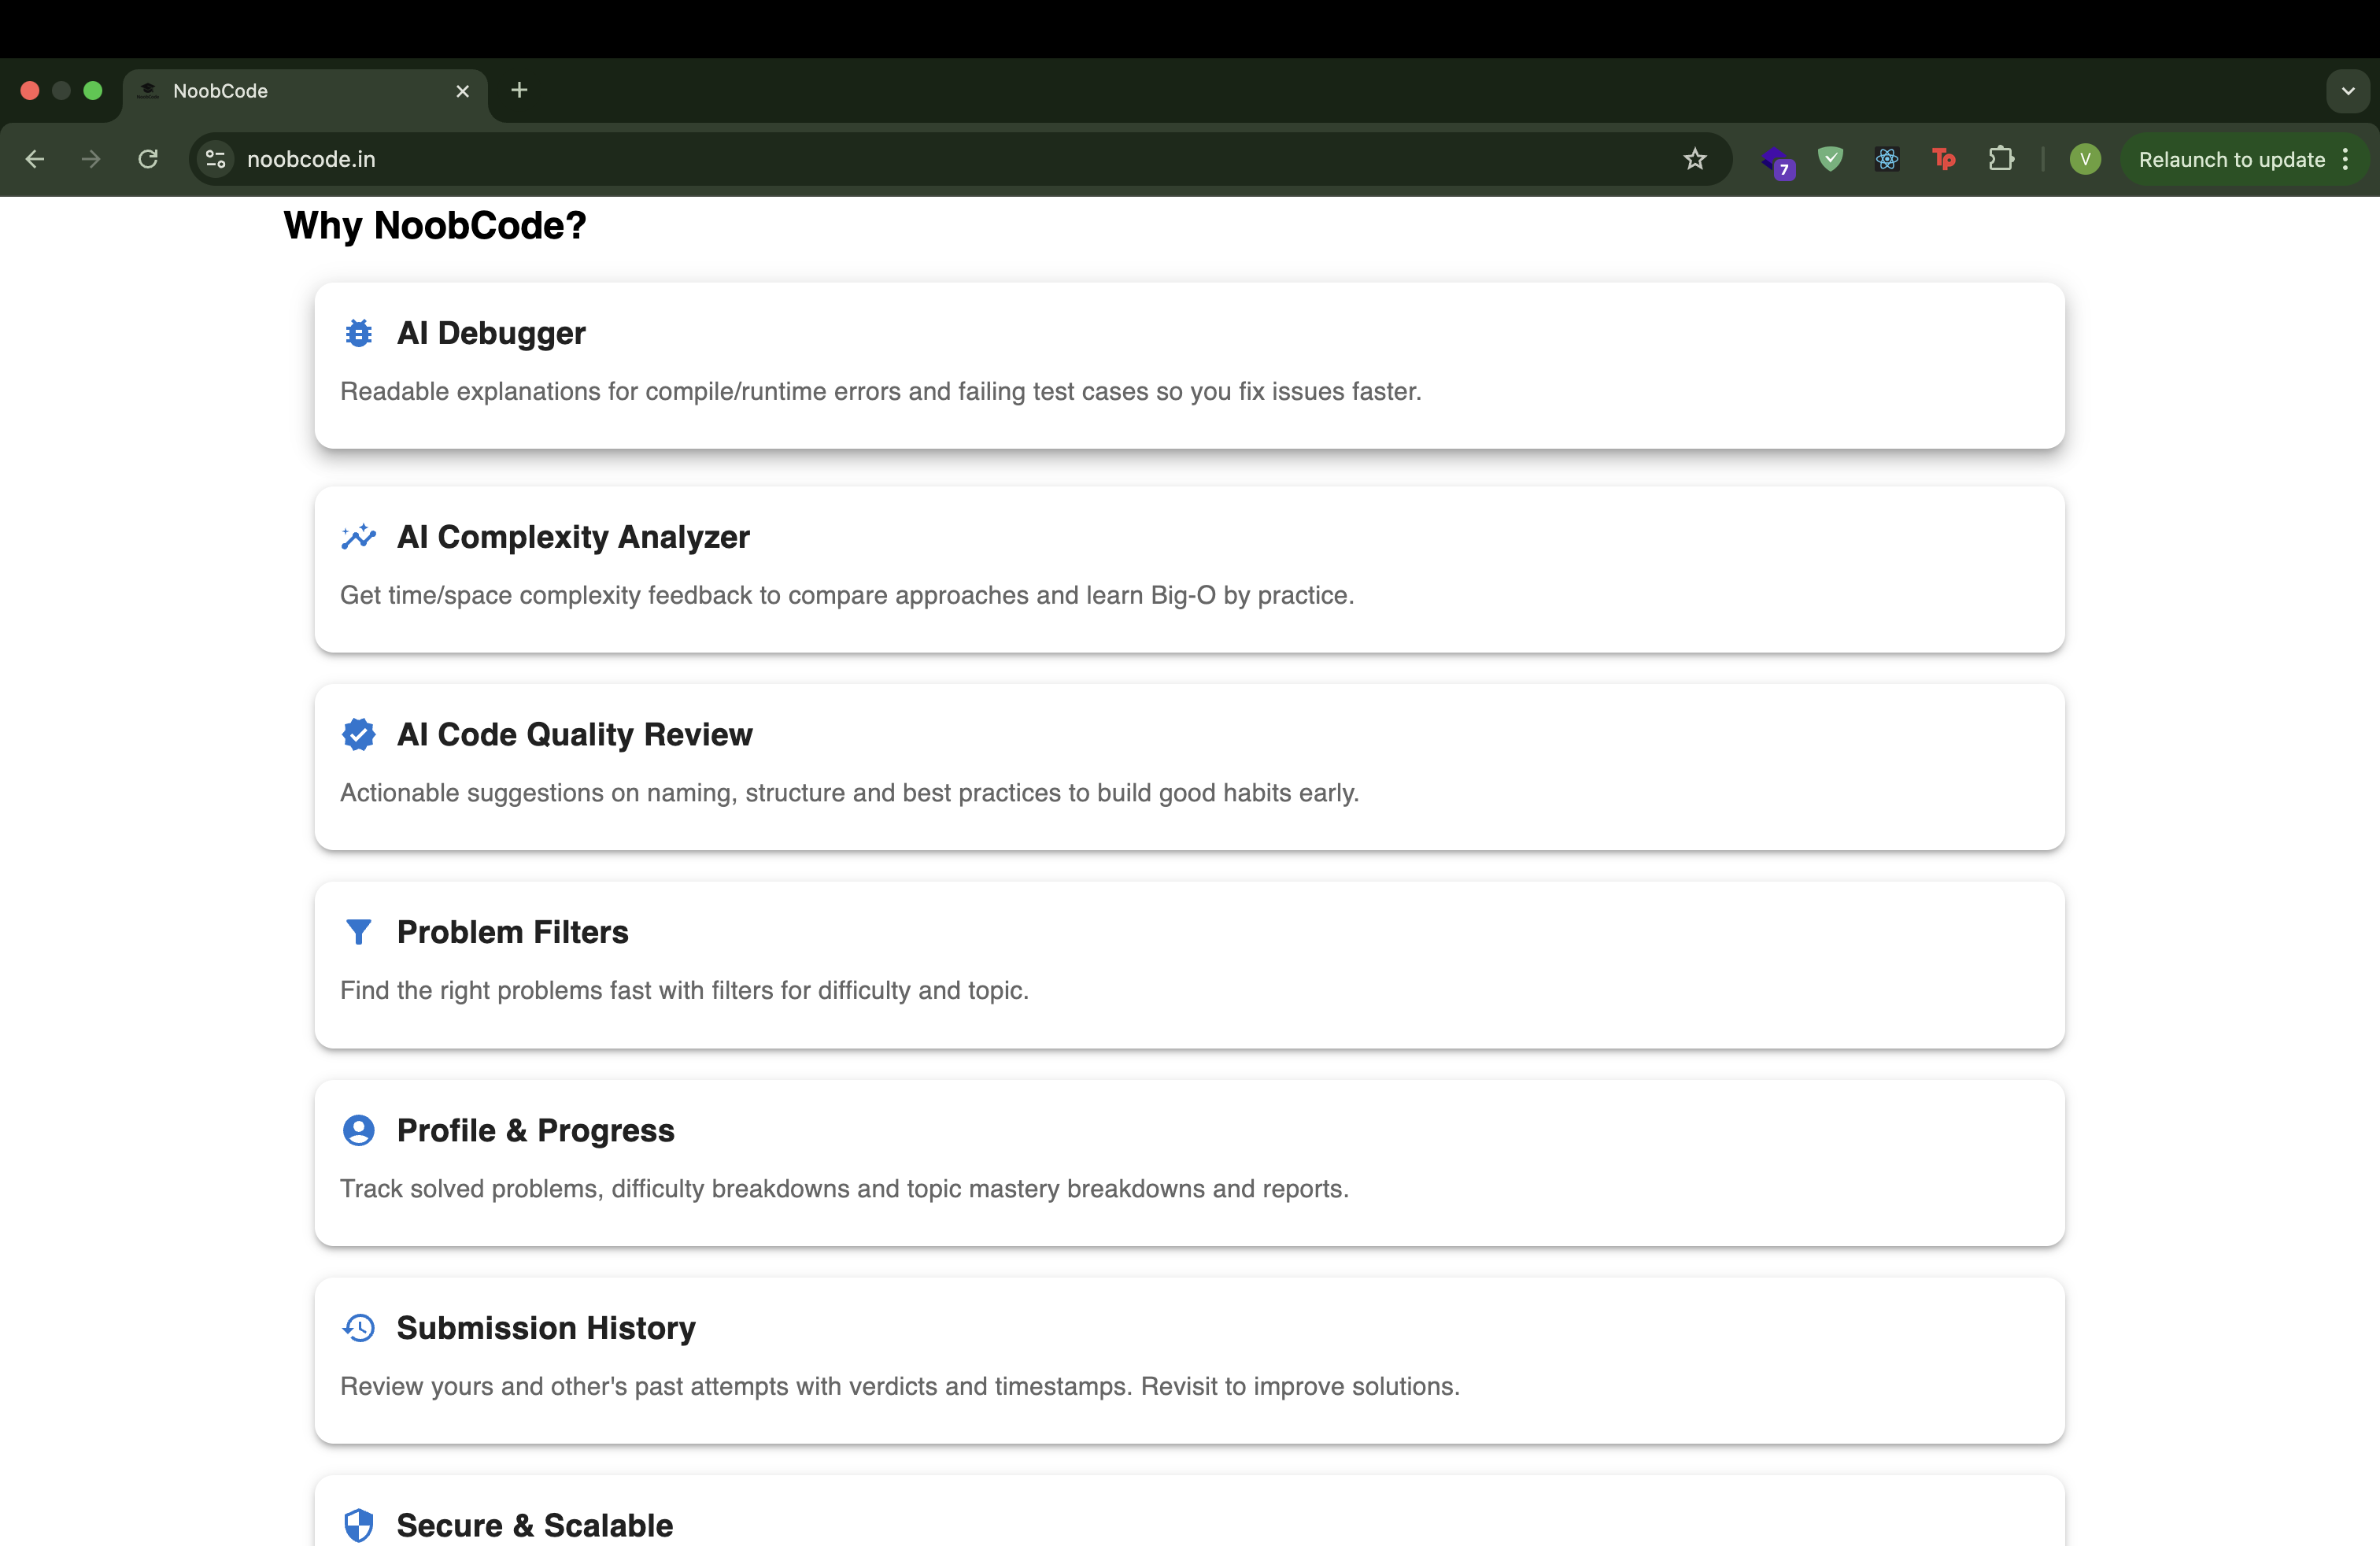 NoobCode
noobcode.in
7
Tp
V
Relaunch to update
Why NoobCode?
AI Debugger
Readable explanations for compile/runtime errors and failing test cases so you fix issues faster.
AI Complexity Analyzer
Get time/space complexity feedback to compare approaches and learn Big-O by practice.
AI Code Quality Review
Actionable suggestions on naming, structure and best practices to build good habits early.
Problem Filters
Find the right problems fast with filters for difficulty and topic.
Profile & Progress
Track solved problems, difficulty breakdowns and topic mastery breakdowns and reports.
Submission History
Review yours and other's past attempts with verdicts and timestamps. Revisit to improve solutions.
Secure & Scalable